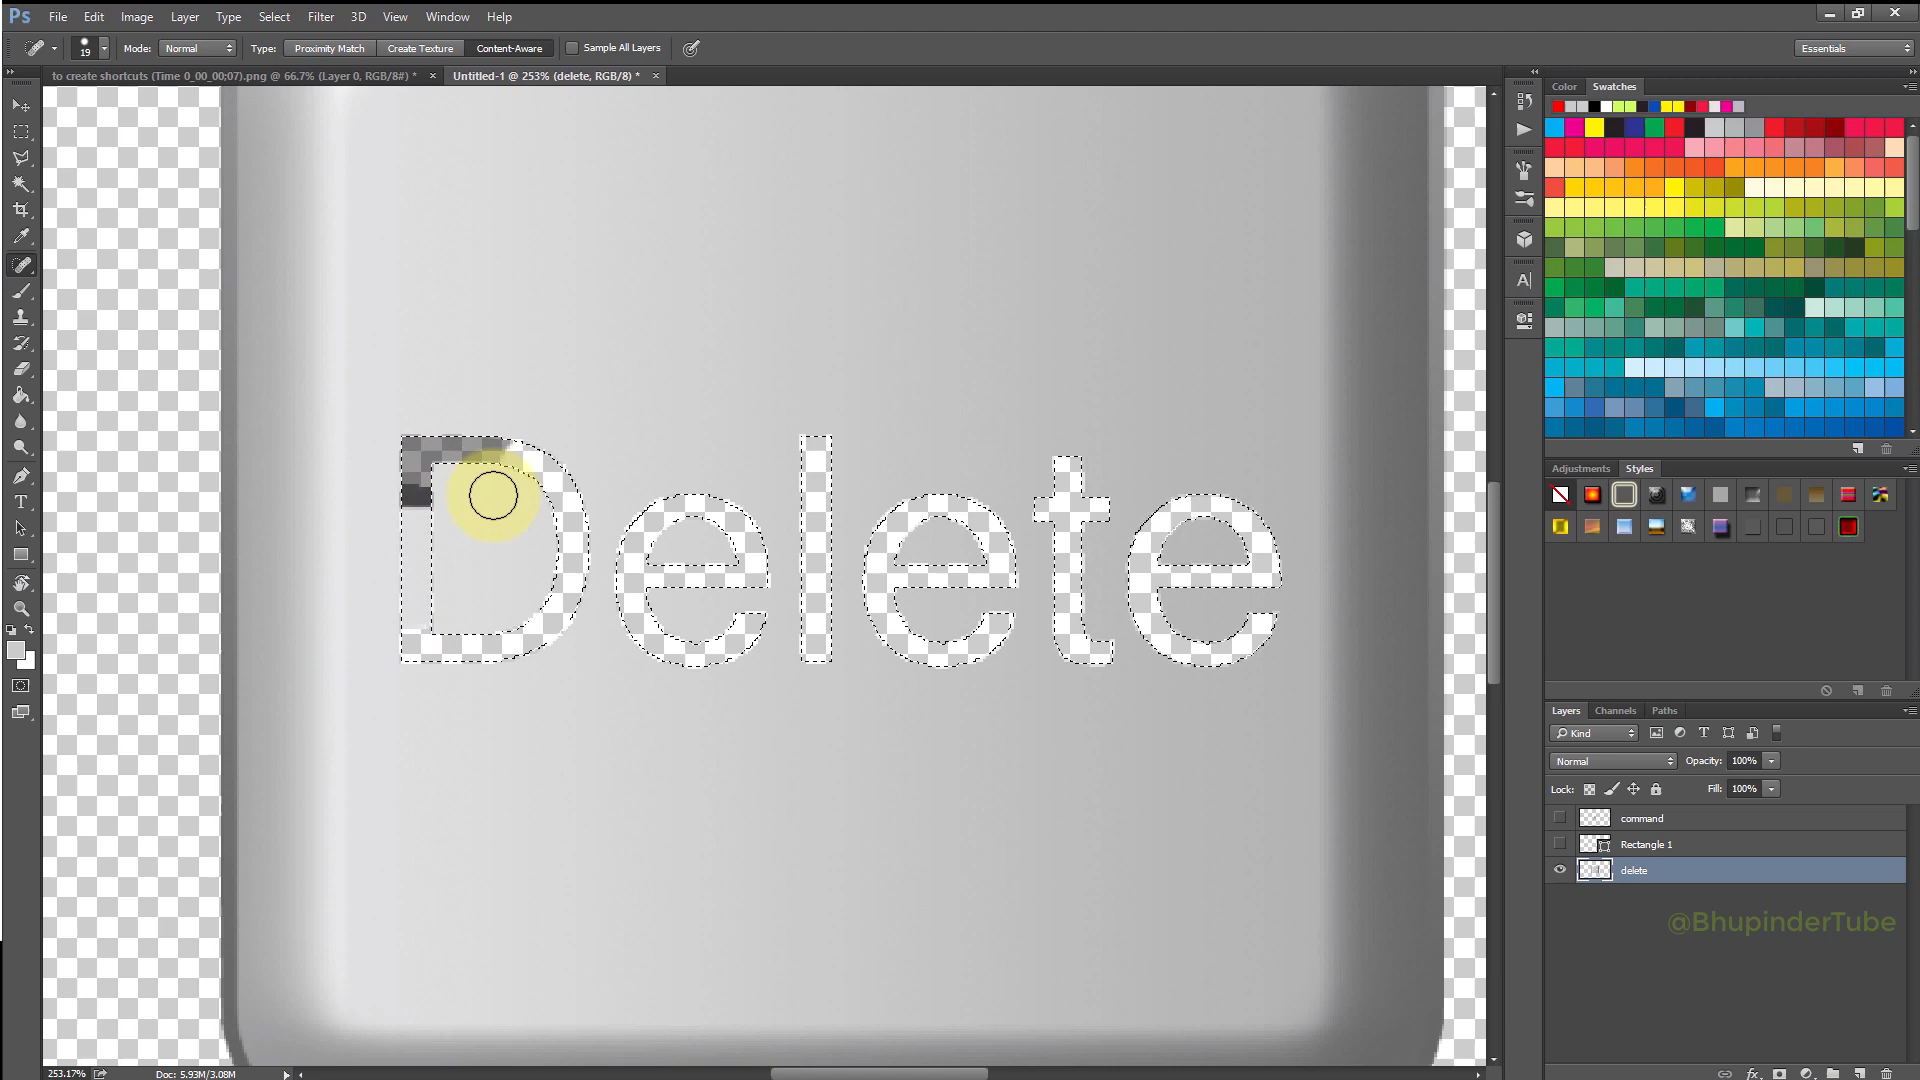 Ps File Edit Image Layer Type Select Filter 3D View Window Help
19 Mode: Normal Type: Proximity Match Create Texture Content-Aware Sample All Layers Essentials
to create shortcuts (Time 0_00_00;07).png @ 66.7% (Layer 0, RGB/8#) * × Untitled-1 @ 253% (delete, RGB/8) * ×
Color Swatches
Delete
Adjustments Styles
Layers Channels Paths
Kind
Normal Opacity: 100%
Lock: Fill: 100%
command
Rectangle 1
delete
@BhupinderTube
253.17% Doc: 5.93M/3.08M